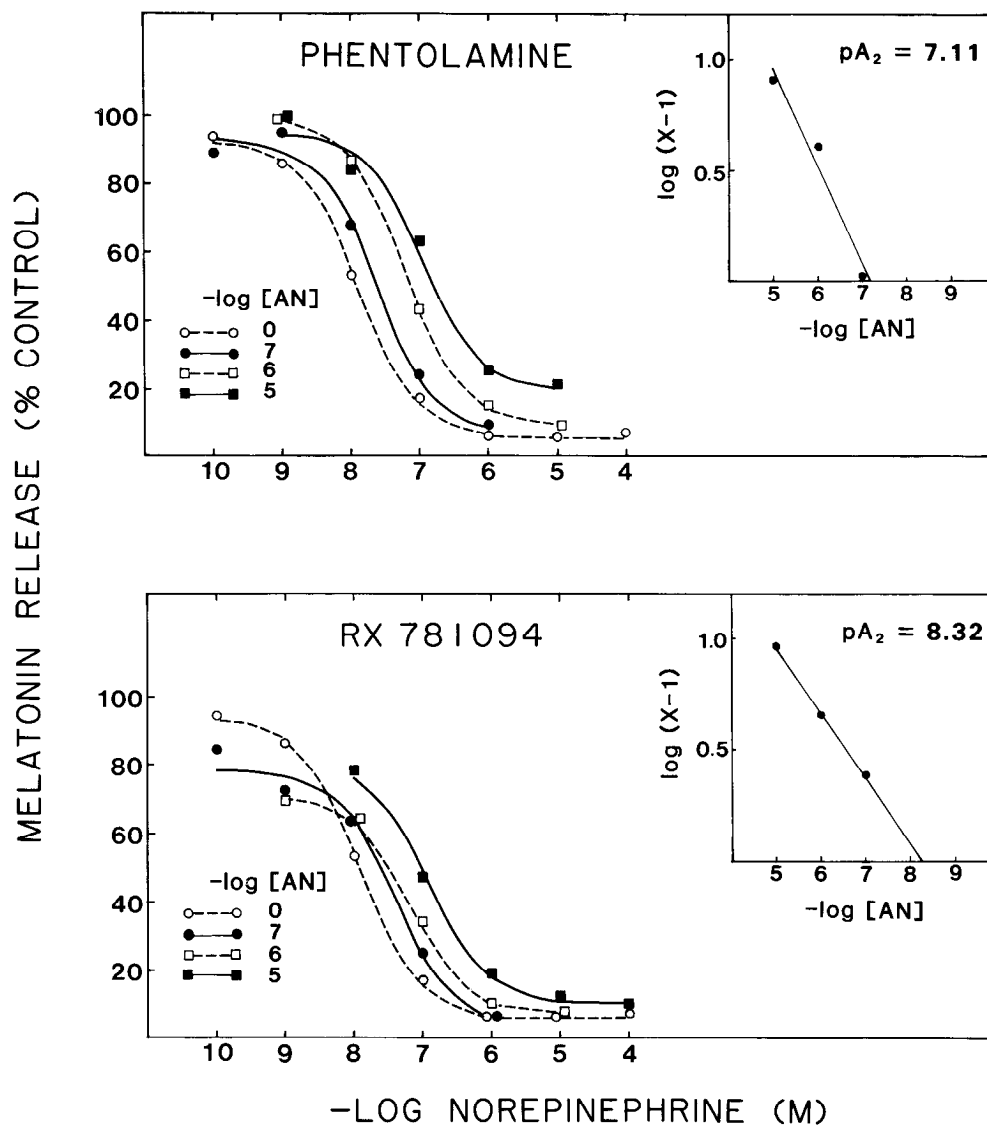 MELATONIN RELEASE (% CONTROL)
PHENTOLAMINE
100
80
60
40
20
-log [AN]
0
7
6
5
10 9 8 7 6 5 4
pA₂ = 7.11
log (X-1)
1.0
0.5
5 6 7 8 9
-log [AN]
RX 781094
100
80
60
40
20
-log [AN]
0
7
6
5
10 9 8 7 6 5 4
pA₂ = 8.32
log (X-1)
1.0
0.5
5 6 7 8 9
-log [AN]
-LOG NOREPINEPHRINE (M)